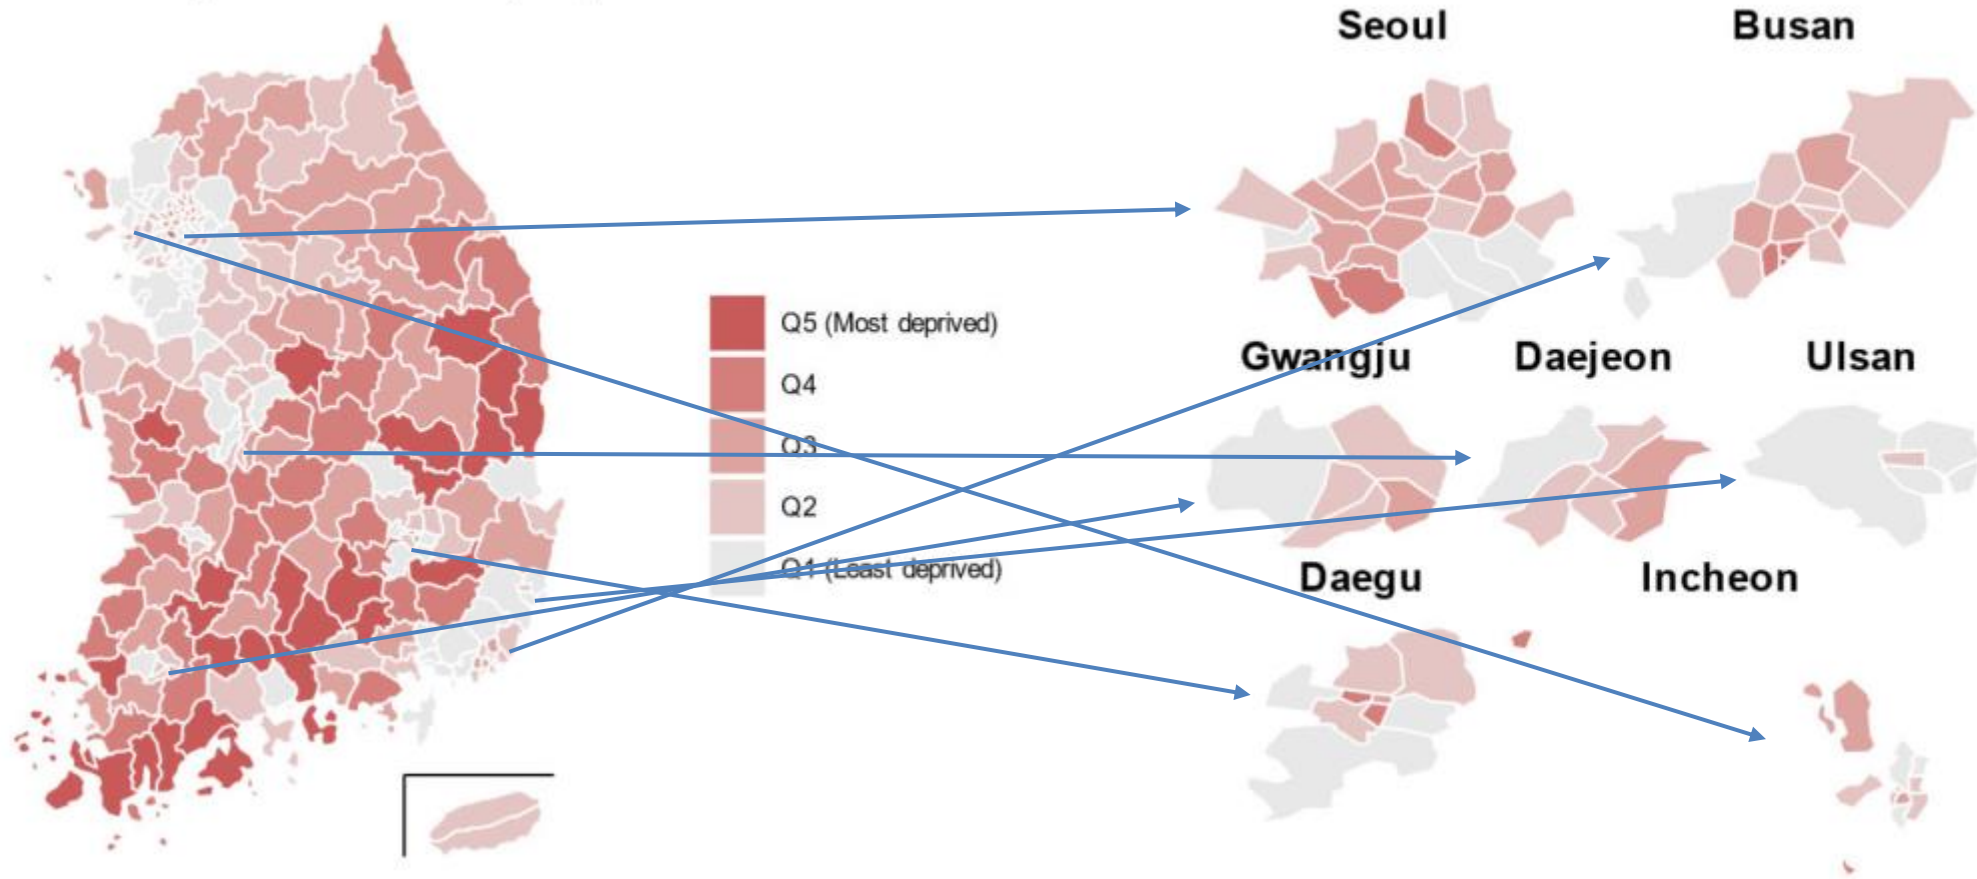 Seoul
Busan
Q5 (Most deprived)
Q4
Q3
Q2
Q1 (Least deprived)
Gwangju
Daejeon
Ulsan
Daegu
Incheon